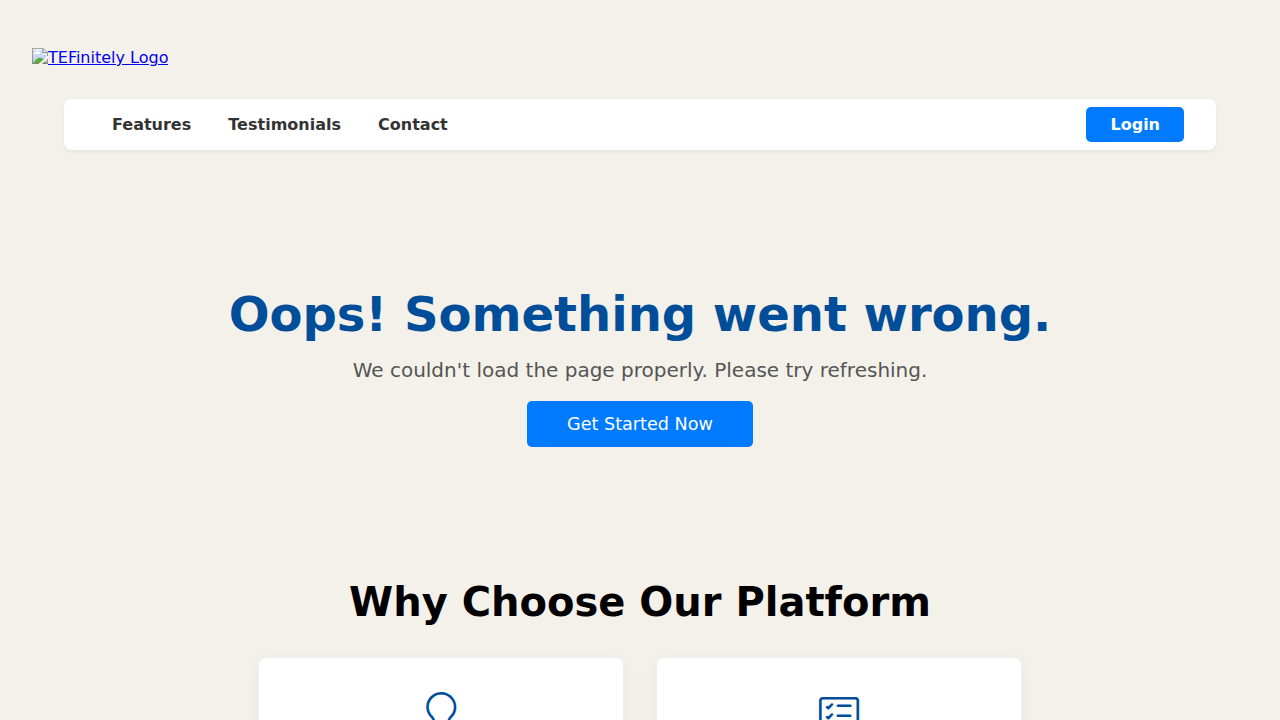 TEFinitely Logo
Features
Testimonials
Contact
Login
Oops! Something went wrong.
We couldn't load the page properly. Please try refreshing.
Get Started Now
Why Choose Our Platform